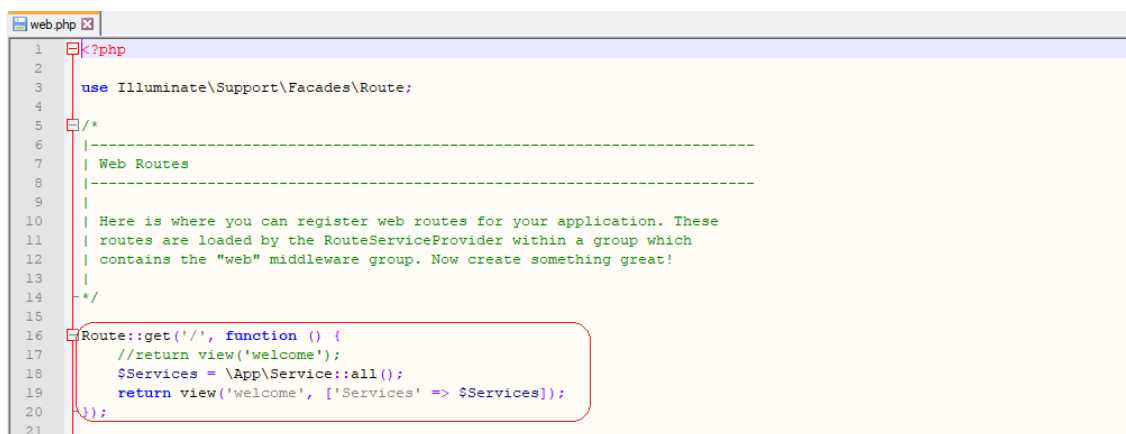 web.php
1 <?php
2
3 use Illuminate\Support\Facades\Route;
4
5 /*
6 |--------------------------------------------------------------------------
7 | Web Routes
8 |--------------------------------------------------------------------------
9 |
10 | Here is where you can register web routes for your application. These
11 | routes are loaded by the RouteServiceProvider within a group which
12 | contains the "web" middleware group. Now create something great!
13 |
14 */
15
16 Route::get('/', function () {
17 //return view('welcome');
18 $Services = \App\Service::all();
19 return view('welcome', ['Services' => $Services]);
20 });
21